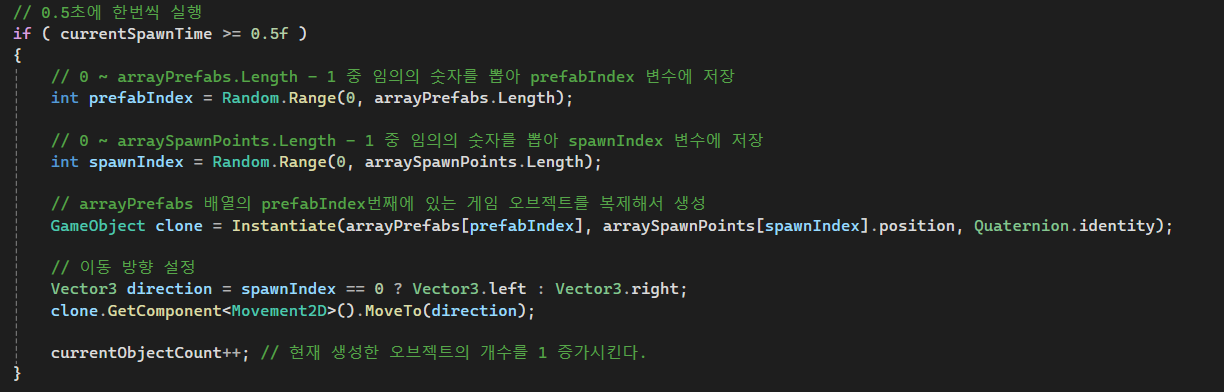 // 0.5초에 한번씩 실행
if ( currentSpawnTime >= 0.5f )
{
// 0 ~ arrayPrefabs.Length - 1 중 임의의 숫자를 뽑아 prefabIndex 변수에 저장
int prefabIndex = Random.Range(0, arrayPrefabs.Length);
// 0 ~ arraySpawnPoints.Length - 1 중 임의의 숫자를 뽑아 spawnIndex 변수에 저장
int spawnIndex = Random.Range(0, arraySpawnPoints.Length);
// arrayPrefabs 배열의 prefabIndex번째에 있는 게임 오브젝트를 복제해서 생성
GameObject clone = Instantiate(arrayPrefabs[prefabIndex], arraySpawnPoints[spawnIndex].position, Quaternion.identity);
// 이동 방향 설정
Vector3 direction = spawnIndex == 0 ? Vector3.left : Vector3.right;
clone.GetComponent<Movement2D>().MoveTo(direction);
currentObjectCount++; // 현재 생성한 오브젝트의 개수를 1 증가시킨다.
}